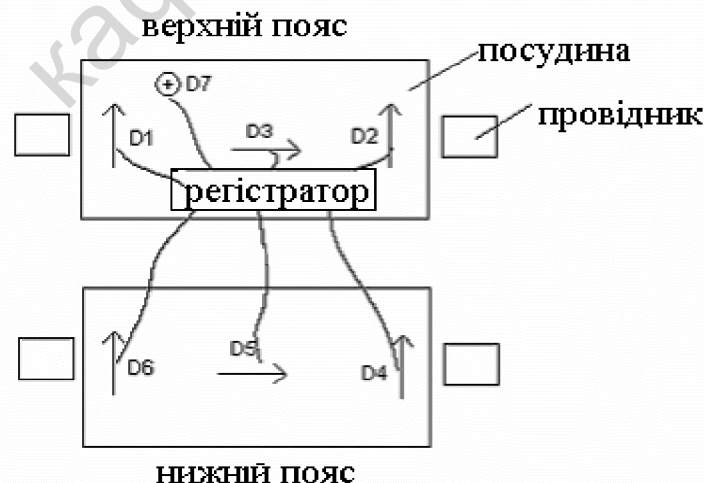 верхній пояс
посудина
провідник
D7
D1
D3
D2
регістратор
D6
D5
D4
нижній пояс